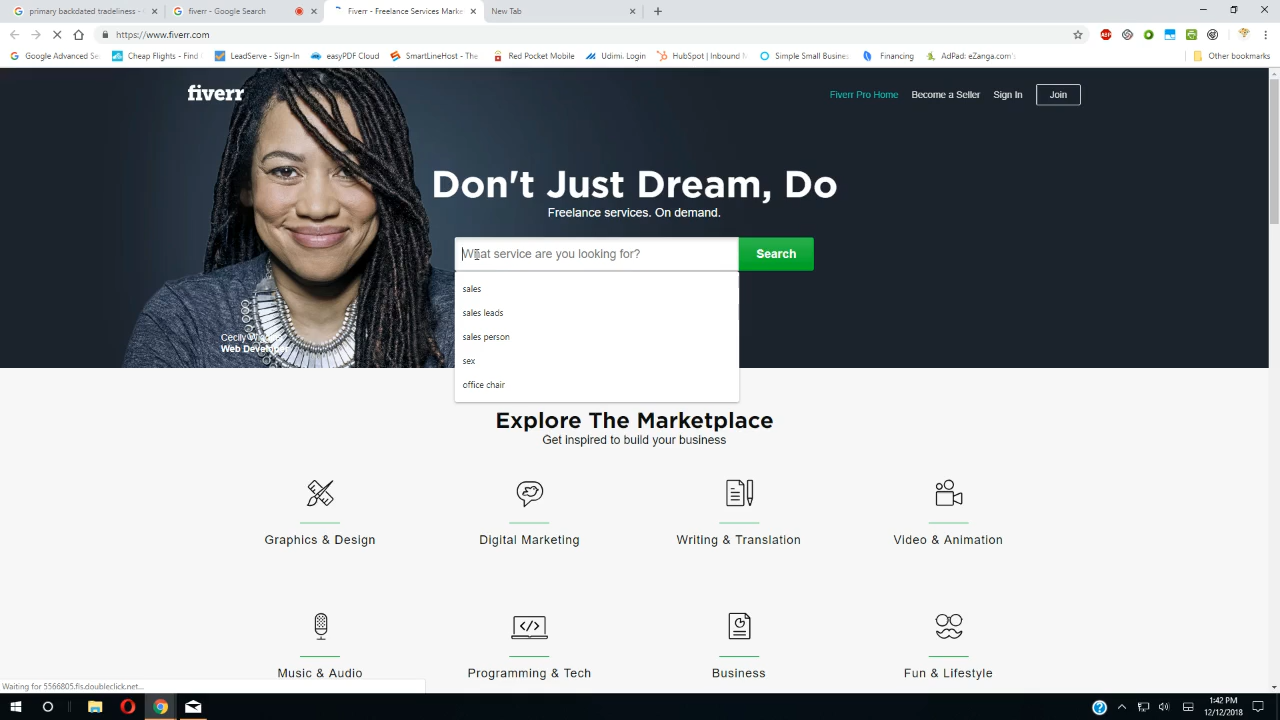 primary backdated tradeliness -
fiverr - Google Search
Fiverr - Freelance Services Marke
New Tab
https://www.fiverr.com
Google Advanced Se
Cheap Flights - Find
LeadServe - Sign-In
easyPDF Cloud
SmartLineHost - The
Red Pocket Mobile
Udimi. Login
HubSpot | Inbound M
Simple Small Busines
Financing
AdPad: eZanga.com's
Other bookmarks
fiverr
Fiverr Pro Home
Become a Seller
Sign In
Join
Don't Just Dream, Do
Freelance services. On demand.
What service are you looking for?
Search
sales
sales leads
sales person
sex
office chair
Cecily
Web Developer
Explore The Marketplace
Get inspired to build your business
Graphics & Design
Digital Marketing
Writing & Translation
Video & Animation
Music & Audio
Programming & Tech
Business
Fun & Lifestyle
Waiting for 5566805.fls.doubleclick.net...
1:42 PM
12/12/2018